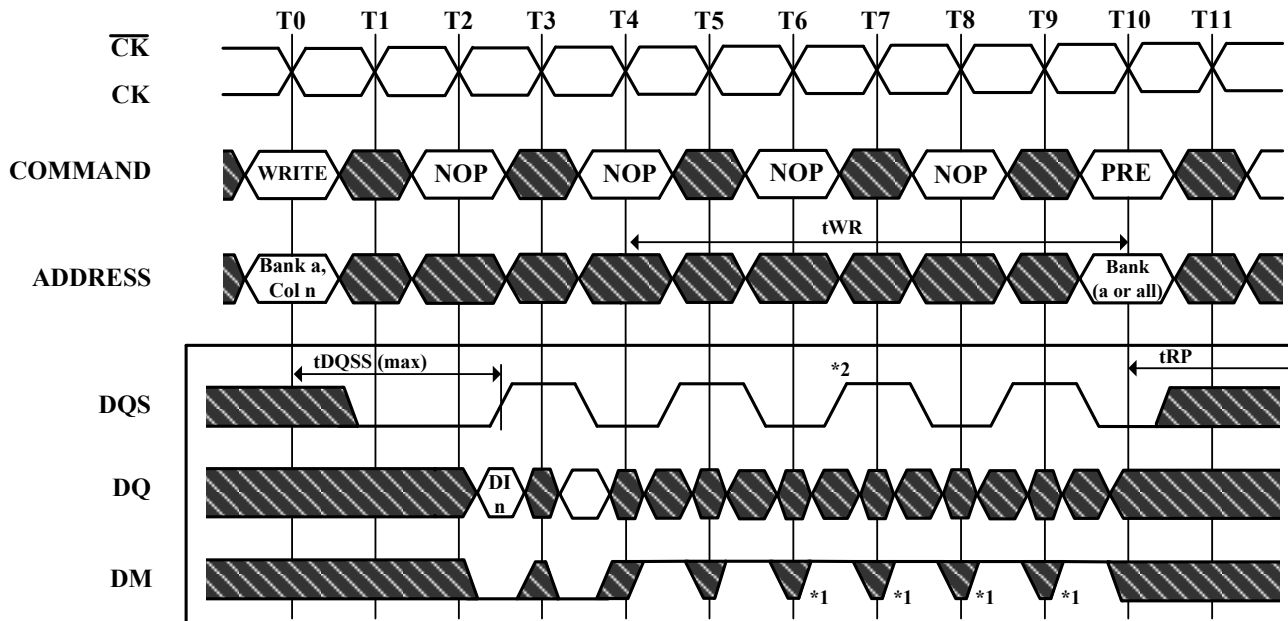 T0 T1 T2 T3 T4 T5 T6 T7 T8 T9 T10 T11
CK
CK
COMMAND WRITE NOP NOP NOP NOP PRE
tWR
ADDRESS Bank a, Col n Bank (a or all)
tDQSS (max) *2 tRP
DQS
DQ DI n
DM *1 *1 *1 *1